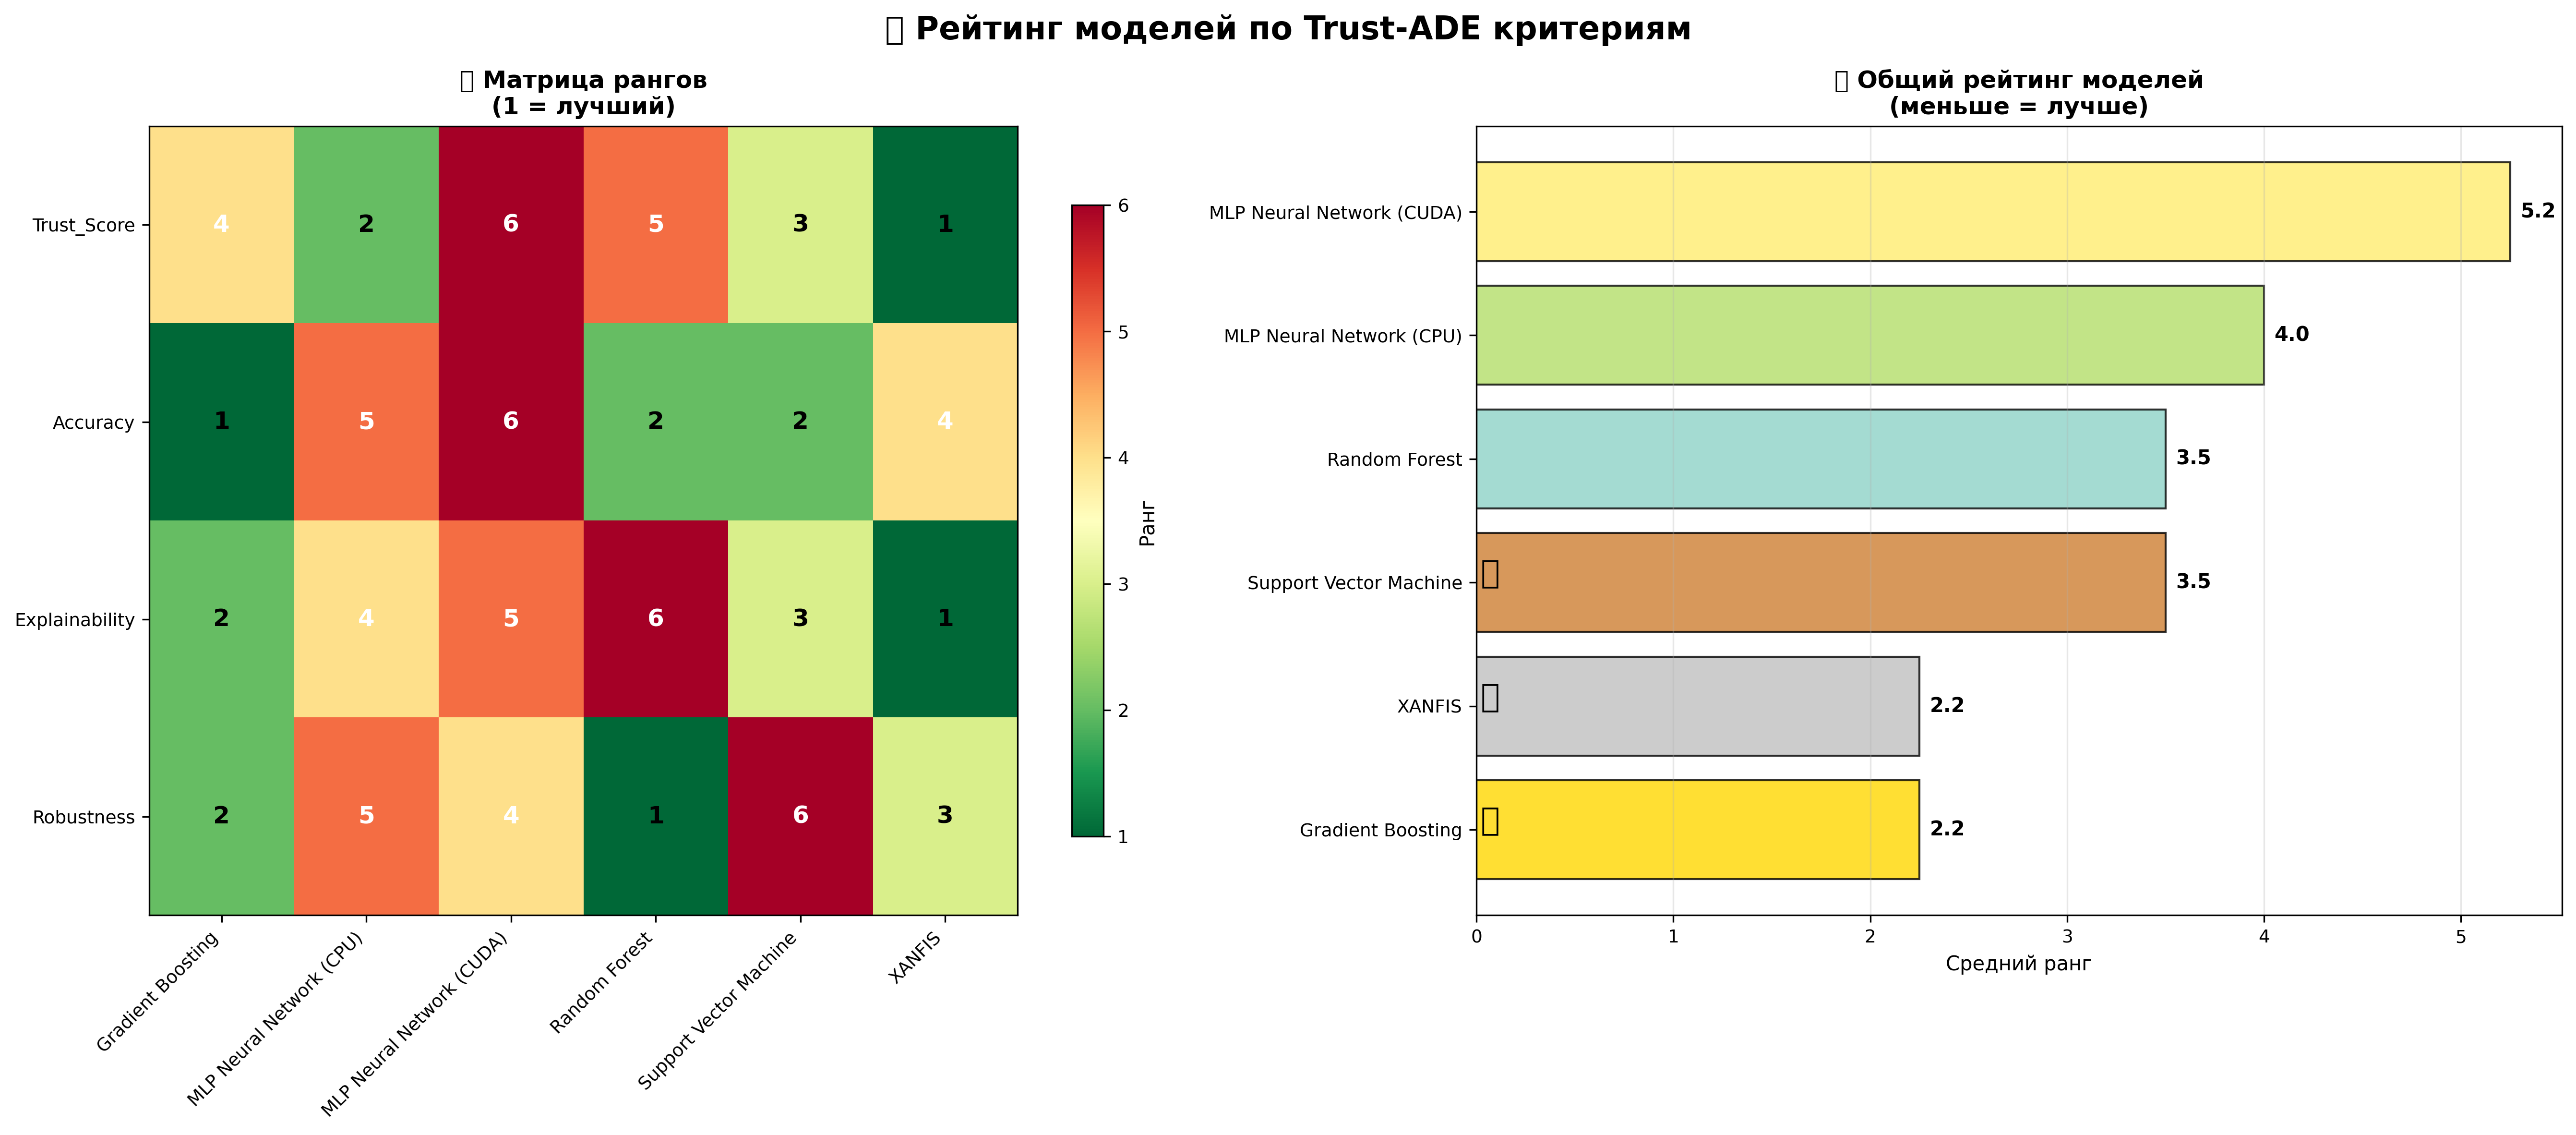 Рейтинг моделей по Trust-ADE критериям
Матрица рангов
(1 = лучший)
Trust_Score
4 2 6 5 3 1
Accuracy
1 5 6 2 2 4
Explainability
2 4 5 6 3 1
Robustness
2 5 4 1 6 3
Gradient Boosting
MLP Neural Network (CPU)
MLP Neural Network (CUDA)
Random Forest
Support Vector Machine
XANFIS
6
5
4
3
2
1
Ранг
Общий рейтинг моделей
(меньше = лучше)
MLP Neural Network (CUDA) 5.2
MLP Neural Network (CPU) 4.0
Random Forest 3.5
Support Vector Machine 3.5
XANFIS 2.2
Gradient Boosting 2.2
0 1 2 3 4 5
Средний ранг